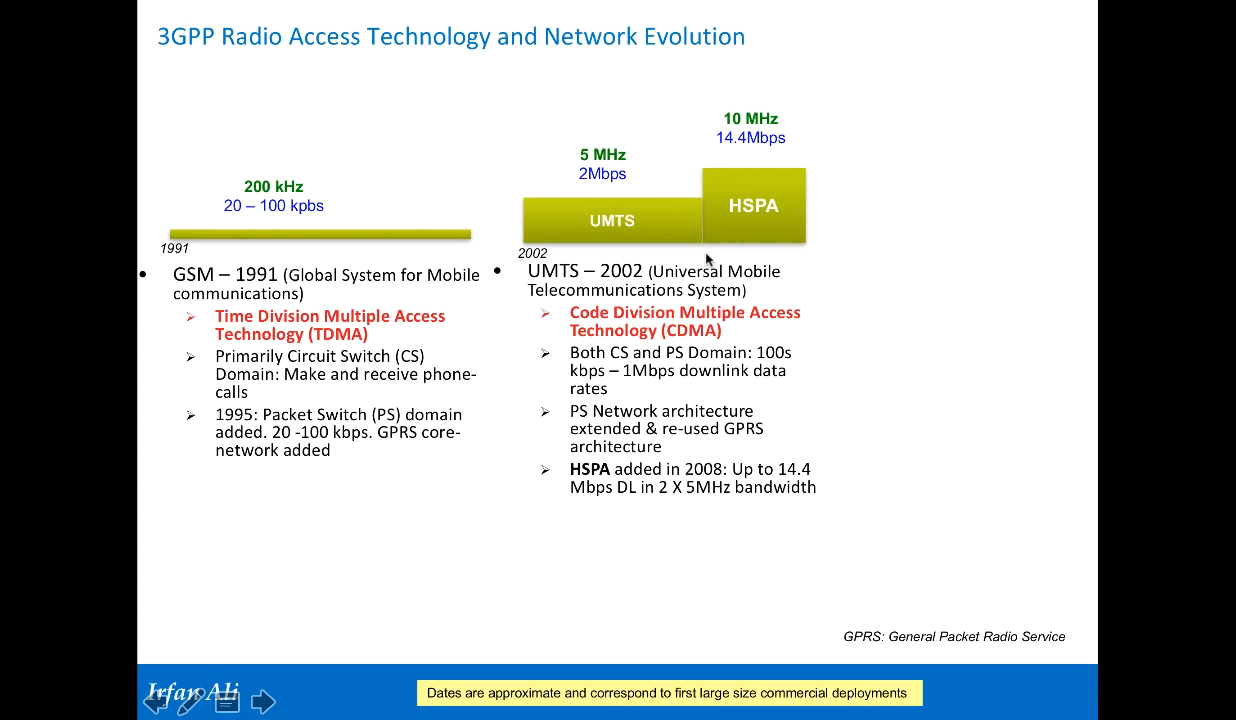 3GPP Radio Access Technology and Network Evolution
10 MHz
14.4Mbps
5 MHz
2Mbps
200 kHz
20 – 100 kpbs
HSPA
UMTS
1991
2002
• GSM – 1991 (Global System for Mobile
communications)
➢ Time Division Multiple Access
Technology (TDMA)
➢ Primarily Circuit Switch (CS)
Domain: Make and receive phone-
calls
➢ 1995: Packet Switch (PS) domain
added. 20 -100 kbps. GPRS core-
network added
• UMTS – 2002 (Universal Mobile
Telecommunications System)
➢ Code Division Multiple Access
Technology (CDMA)
➢ Both CS and PS Domain: 100s
kbps – 1Mbps downlink data
rates
➢ PS Network architecture
extended & re-used GPRS
architecture
➢ HSPA added in 2008: Up to 14.4
Mbps DL in 2 X 5MHz bandwidth
GPRS: General Packet Radio Service
Irfan Ali
Dates are approximate and correspond to first large size commercial deployments